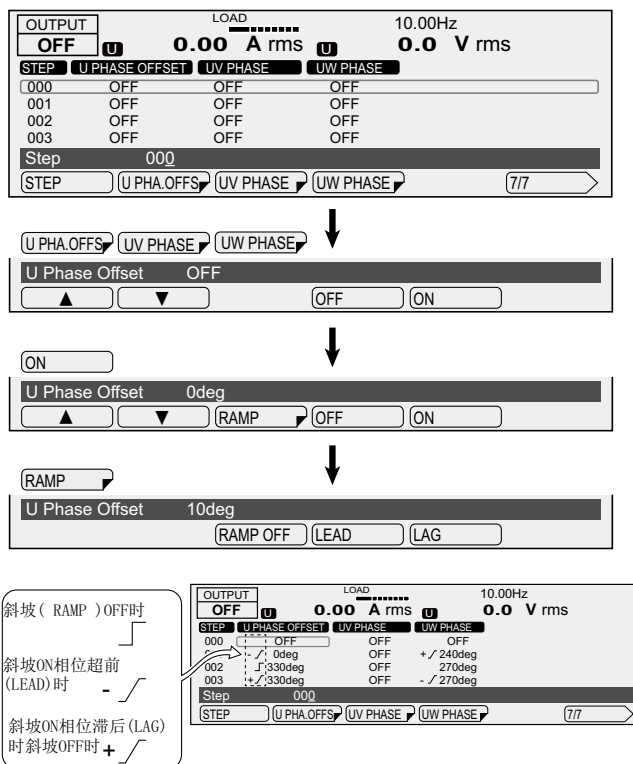 OUTPUT LOAD 10.00Hz
OFF U 0.00 A rms U 0.0 V rms
STEP U PHASE OFFSET UV PHASE UW PHASE
000 OFF OFF OFF
001 OFF OFF OFF
002 OFF OFF OFF
003 OFF OFF OFF
Step 000
STEP U PHA.OFFS UV PHASE UW PHASE 7/7
U PHA.OFFS UV PHASE UW PHASE
U Phase Offset OFF
▲ ▼ OFF ON
ON
U Phase Offset 0deg
▲ ▼ RAMP OFF ON
RAMP
U Phase Offset 10deg
RAMP OFF LEAD LAG
斜坡( RAMP )OFF时
斜坡ON相位超前
(LEAD)时 -
斜坡ON相位滞后(LAG)
时斜坡OFF时 +
OUTPUT LOAD 10.00Hz
OFF U 0.00 A rms U 0.0 V rms
STEP U PHASE OFFSET UV PHASE UW PHASE
000 OFF OFF OFF
- 0deg OFF + 240deg
002 330deg OFF 270deg
003 + 330deg OFF - 270deg
Step 000
STEP U PHA.OFFS UV PHASE UW PHASE 7/7